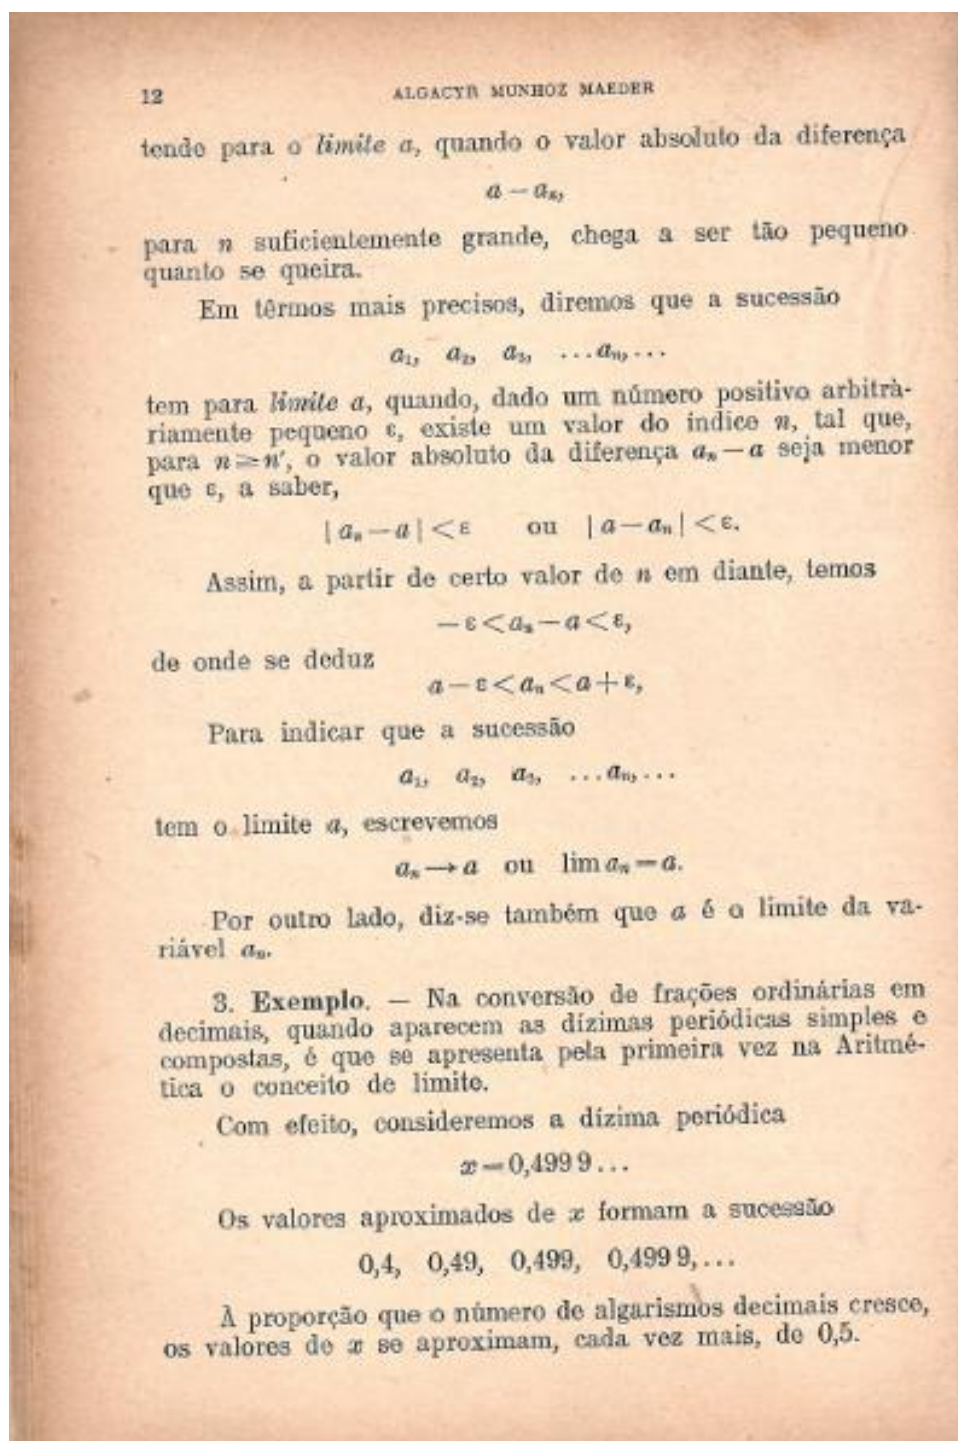 12 ALGACYR MUNHOZ MAEDER
tende para o limite a, quando o valor absoluto da diferença
a — aₙ,
para n suficientemente grande, chega a ser tão pequeno
quanto se queira.
Em têrmos mais precisos, diremos que a sucessão
a₁, a₂, a₃, ...aₙ,...
tem para limite a, quando, dado um número positivo arbitrà-
riamente pequeno ε, existe um valor do índice n, tal que,
para n≥n′, o valor absoluto da diferença aₙ — a seja menor
que ε, a saber,
| aₙ — a | < ε ou | a — aₙ | < ε.
Assim, a partir de certo valor de n em diante, temos
— ε < aₙ — a < ε,
de onde se deduz
a — ε < aₙ < a + ε,
Para indicar que a sucessão
a₁, a₂, a₃, ...aₙ,...
tem o limite a, escrevemos
aₙ → a ou lim aₙ = a.
Por outro lado, diz-se também que a é o limite da va-
riável aₙ.
3. Exemplo. — Na conversão de frações ordinárias em
decimais, quando aparecem as dízimas periódicas simples e
compostas, é que se apresenta pela primeira vez na Aritmé-
tica o conceito de limite.
Com efeito, consideremos a dízima periódica
x = 0,499 9...
Os valores aproximados de x formam a sucessão
0,4, 0,49, 0,499, 0,499 9,...
À proporção que o número de algarismos decimais cresce,
os valores de x se aproximam, cada vez mais, de 0,5.